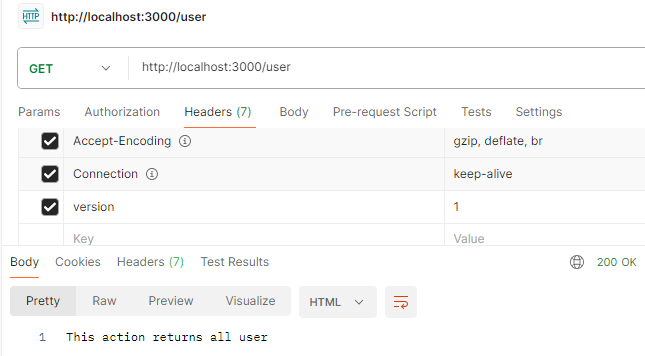 HTTP http://localhost:3000/user
GET http://localhost:3000/user
Params Authorization Headers (7) Body Pre-request Script Tests Settings
Accept-Encoding gzip, deflate, br
Connection keep-alive
version 1
Key Value
Body Cookies Headers (7) Test Results 200 OK
Pretty Raw Preview Visualize HTML
1 This action returns all user